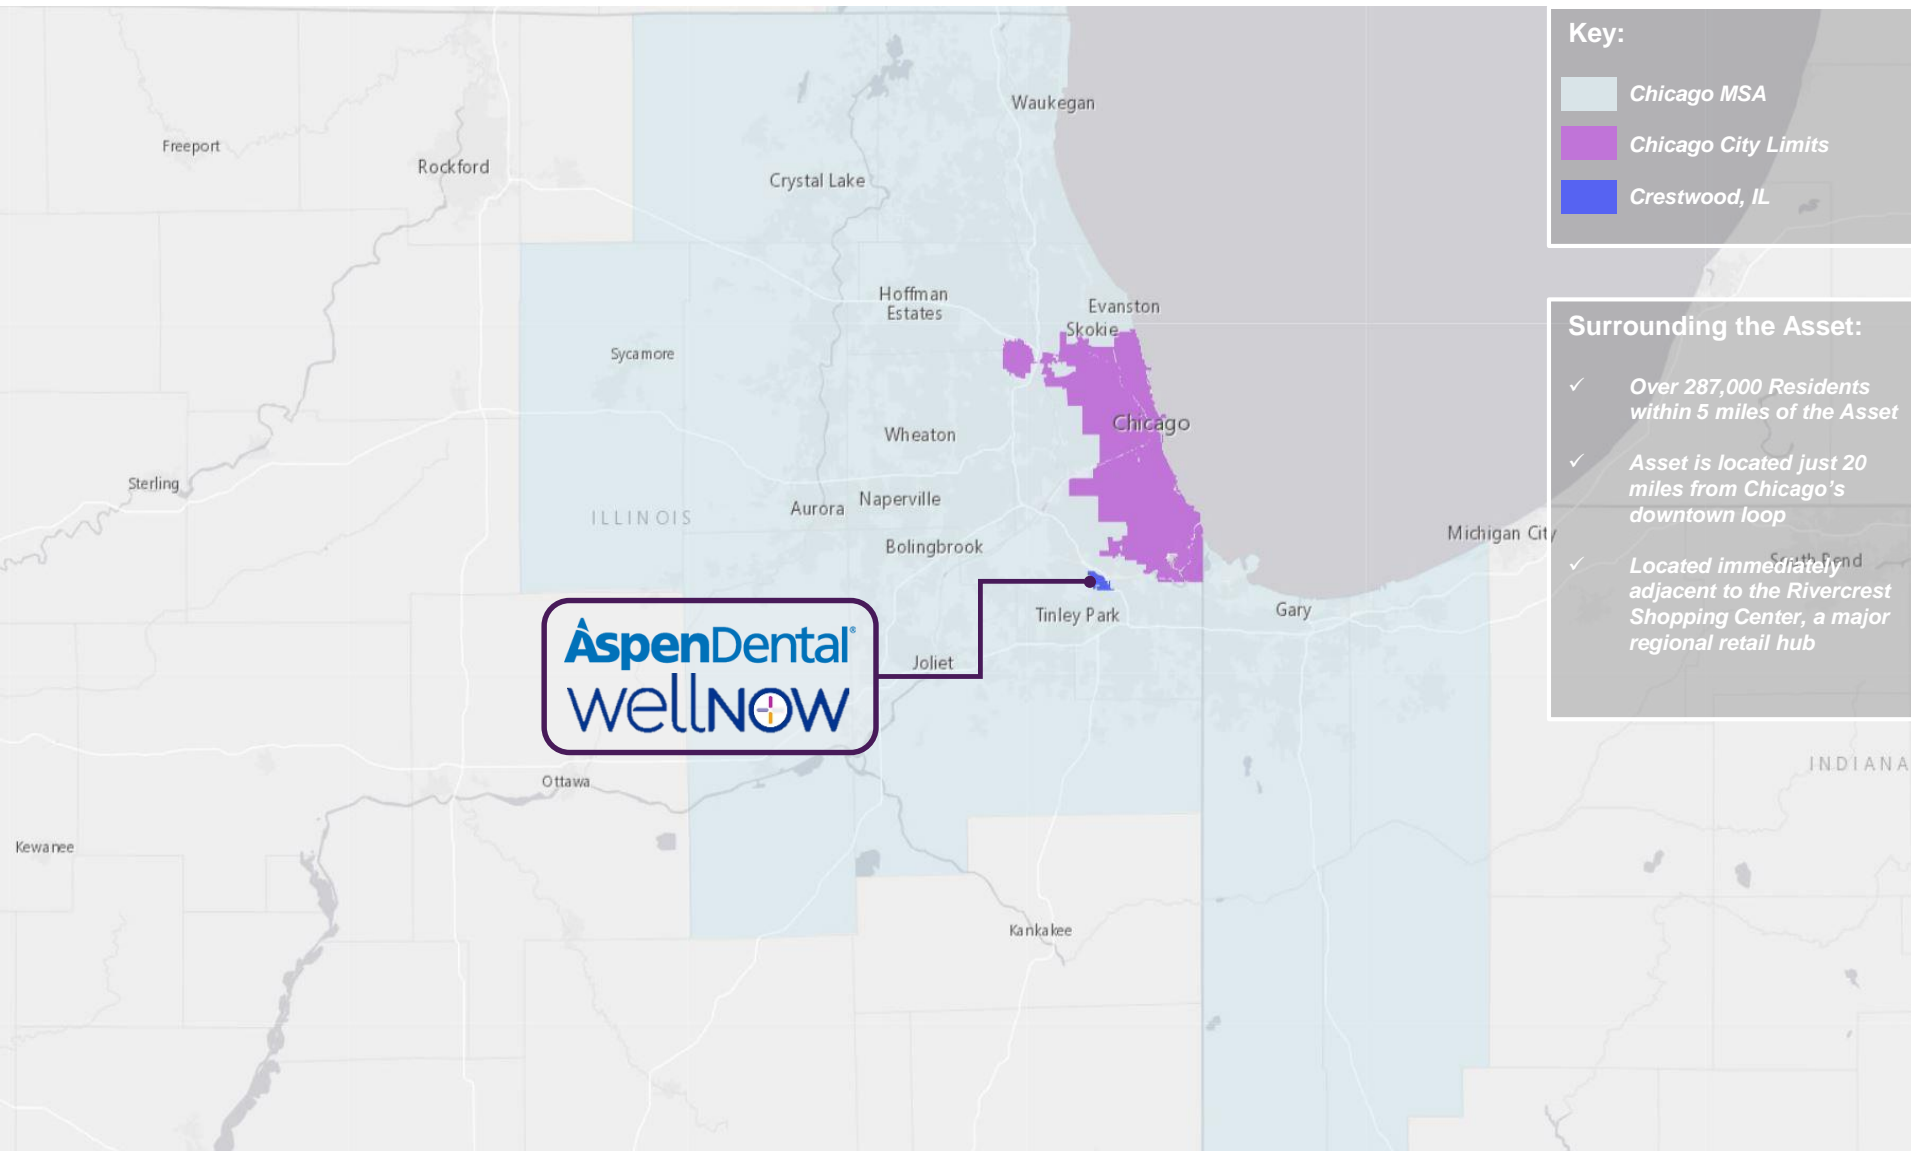 Key:
Chicago MSA
Chicago City Limits
Crestwood, IL
Surrounding the Asset:
✓ Over 287,000 Residents
within 5 miles of the Asset
✓ Asset is located just 20
miles from Chicago’s
downtown loop
✓ Located immediately
adjacent to the Rivercrest
Shopping Center, a major
regional retail hub
Waukegan
Freeport
Rockford
Crystal Lake
Hoffman
Estates
Evanston
Skokie
Sycamore
Chicago
Wheaton
Sterling
Naperville
Aurora
ILLINOIS
Michigan City
Bolingbrook
South Bend
Gary
Tinley Park
AspenDental®
wellNOW
Joliet
INDIANA
Ottawa
Kewanee
Kankakee